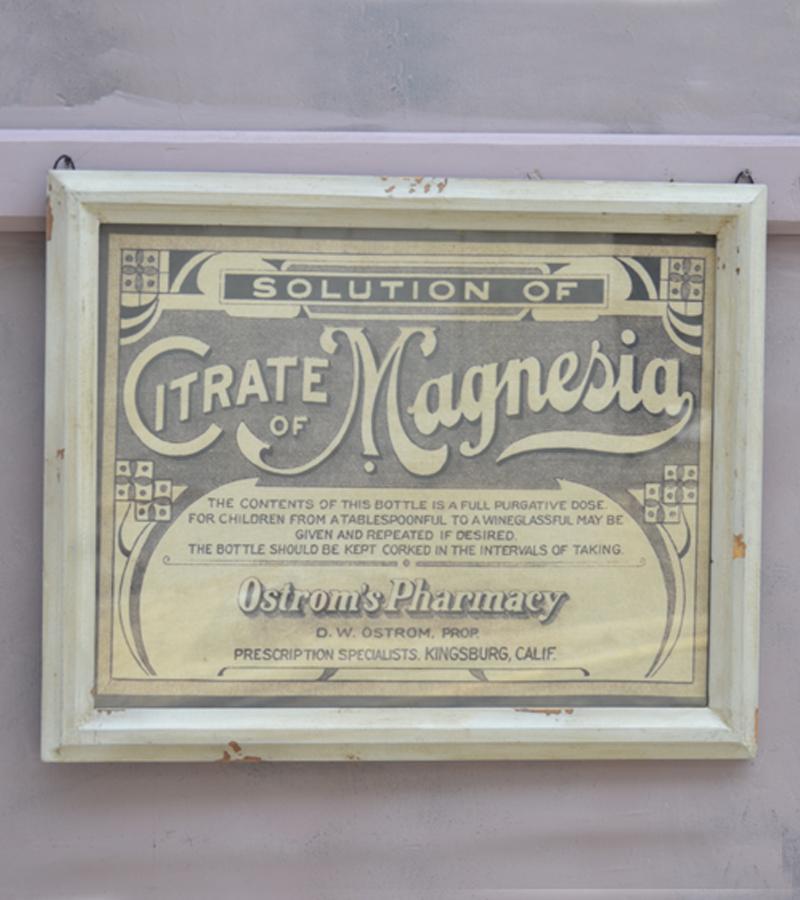 SOLUTION OF
CITRATE OF Magnesia
THE CONTENTS OF THIS BOTTLE IS A FULL PURGATIVE DOSE.
FOR CHILDREN FROM A TABLESPOONFUL TO A WINEGLASSFUL MAY BE
GIVEN AND REPEATED IF DESIRED.
THE BOTTLE SHOULD BE KEPT CORKED IN THE INTERVALS OF TAKING.
Ostrom's Pharmacy
D. W. OSTROM, PROP.
PRESCRIPTION SPECIALISTS. KINGSBURG, CALIF.